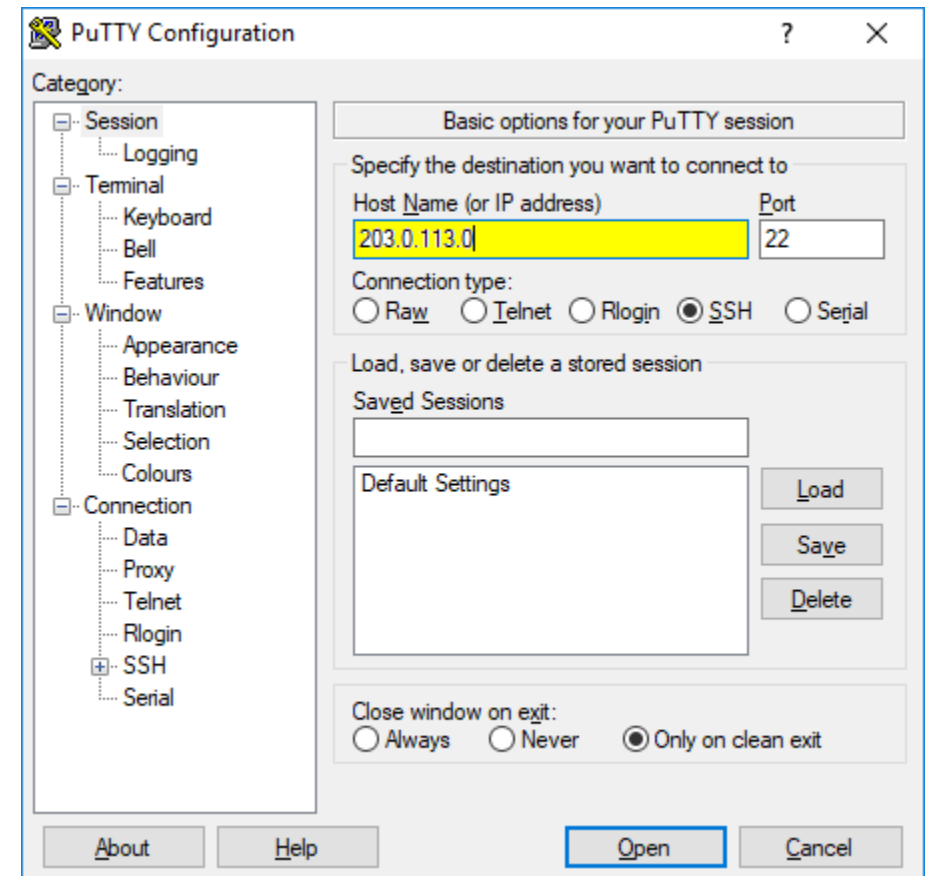 PuTTY Configuration
?
Category:
Session
Logging
Terminal
Keyboard
Bell
Features
Window
Appearance
Behaviour
Translation
Selection
Colours
Connection
Data
Proxy
Telnet
Rlogin
SSH
Serial
Basic options for your PuTTY session
Specify the destination you want to connect to
Host Name (or IP address) Port
203.0.113.0 22
Connection type:
Raw Telnet Rlogin SSH Serial
Load, save or delete a stored session
Saved Sessions
Default Settings
Load
Save
Delete
Close window on exit:
Always Never Only on clean exit
About Help Open Cancel